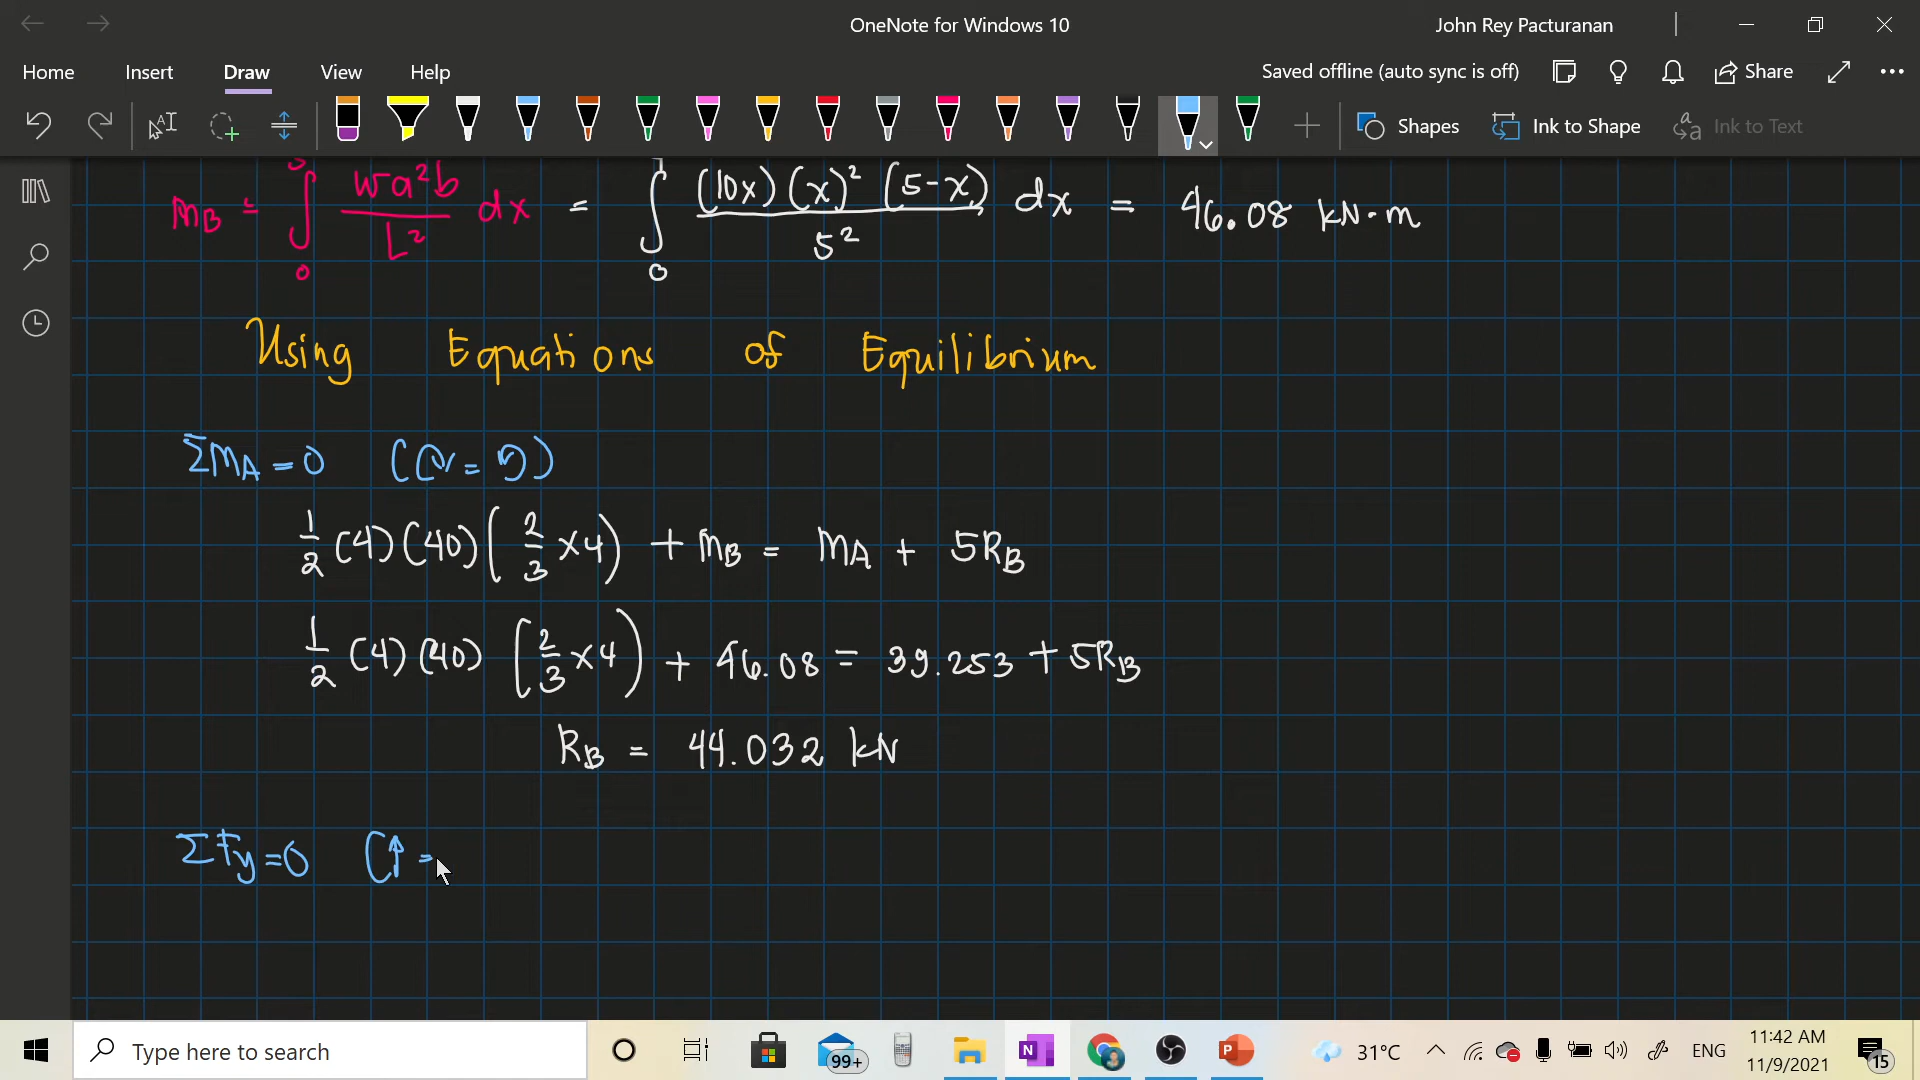 OneNote for Windows 10
John Rey Pacturanan
Home Insert Draw View Help
Saved offline (auto sync is off)
Share
Shapes
Ink to Shape
Ink to Text
mB = ∫₀ wa²b/L² dx = ∫₀ (10x)(x)²(5-x)/5² dx = 46.08 kN·m
Using Equations of Equilibrium
ΣMA = 0 (↻ = ↺)
1/2 (4)(40)(2/3 x4) + mB = mA + 5RB
1/2 (4)(40) (2/3 x4) + 46.08 = 39.253 + 5RB
RB = 44.032 kN
ΣFy = 0 (↑ =
Type here to search
99+
31°C
ENG
11:42 AM
11/9/2021
15